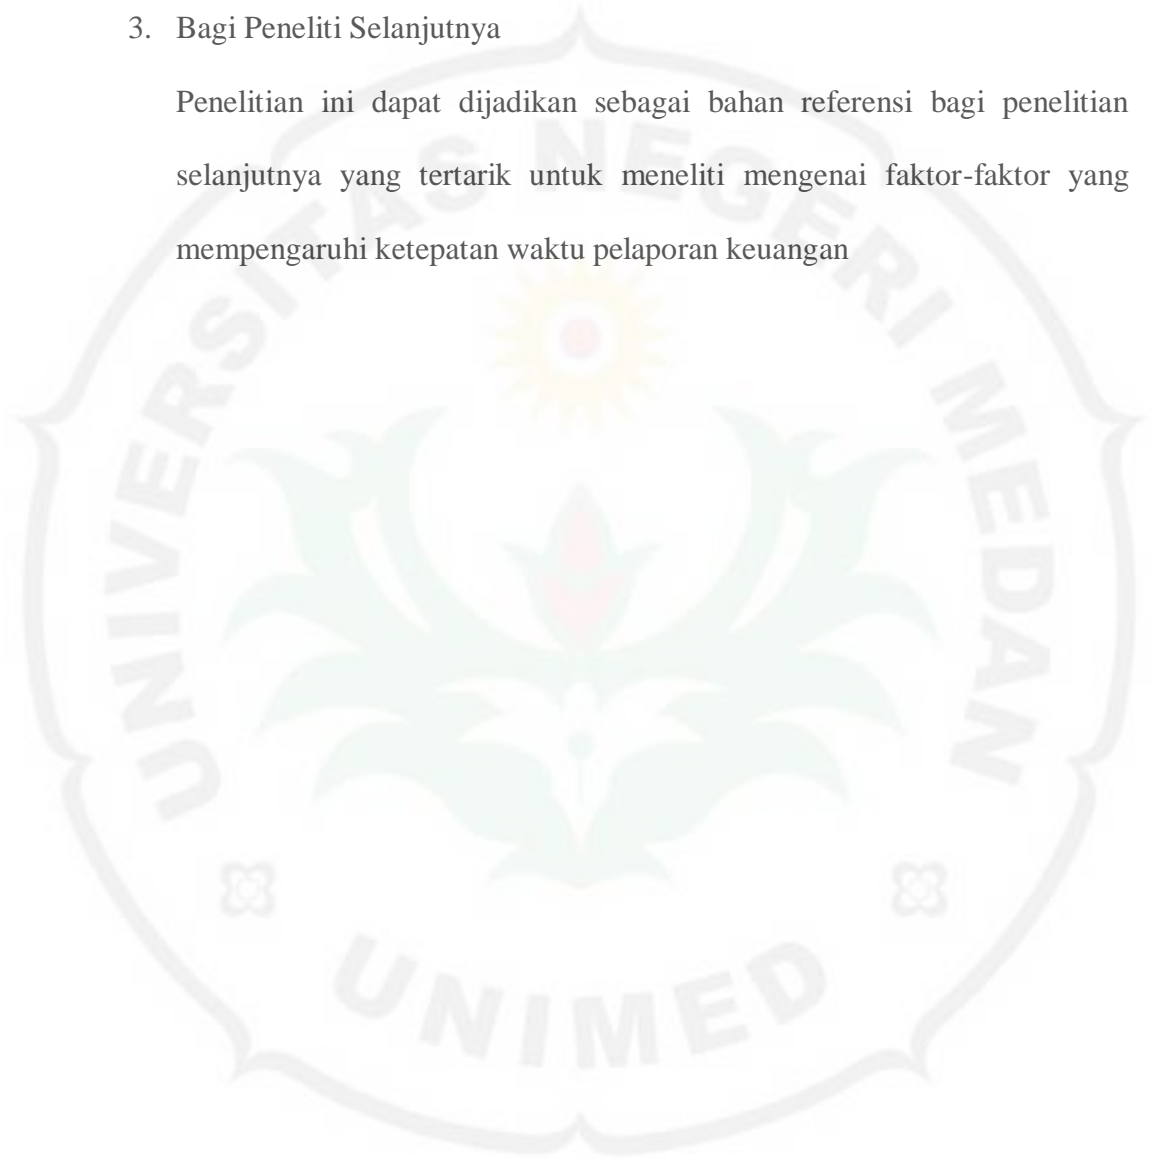 3. Bagi Peneliti Selanjutnya
Penelitian ini dapat dijadikan sebagai bahan referensi bagi penelitian
selanjutnya yang tertarik untuk meneliti mengenai faktor-faktor yang
mempengaruhi ketepatan waktu pelaporan keuangan
UNIVERSITAS NEGERI MEDAN
UNIMED